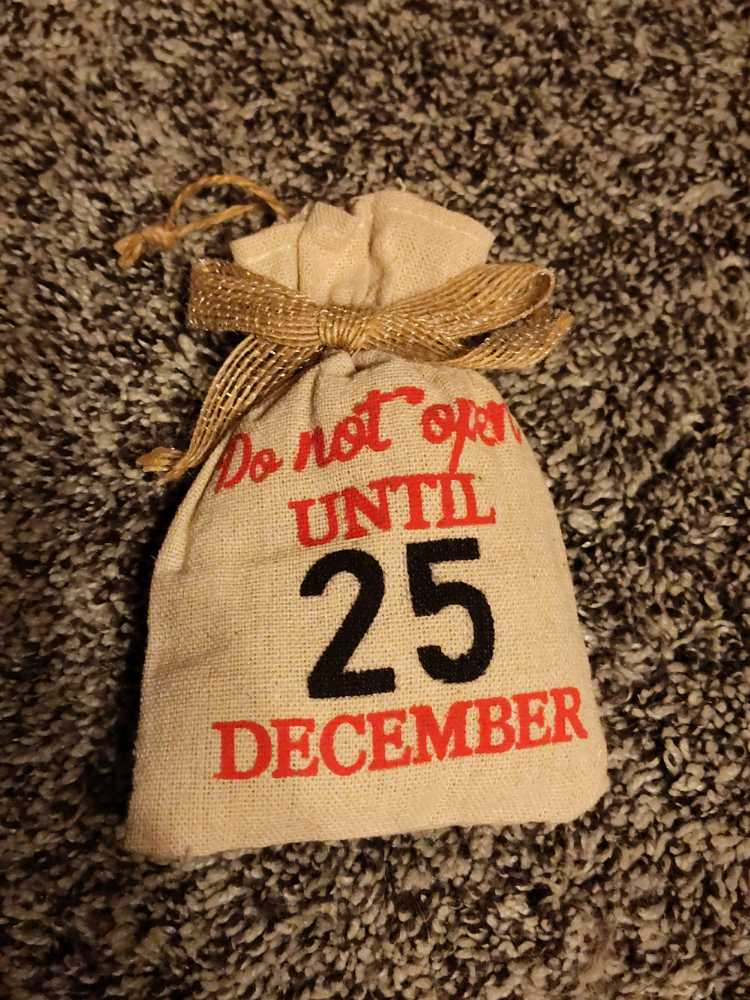 Do not open
UNTIL
25
DECEMBER